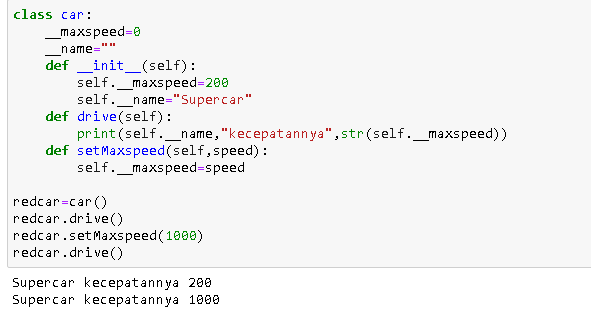 class car:
    __maxspeed=0
    __name=""
    def __init__(self):
        self.__maxspeed=200
        self.__name="Supercar"
    def drive(self):
        print(self.__name,"kecepatannya",str(self.__maxspeed))
    def setMaxspeed(self,speed):
        self.__maxspeed=speed

redcar=car()
redcar.drive()
redcar.setMaxspeed(1000)
redcar.drive()
Supercar kecepatannya 200
Supercar kecepatannya 1000